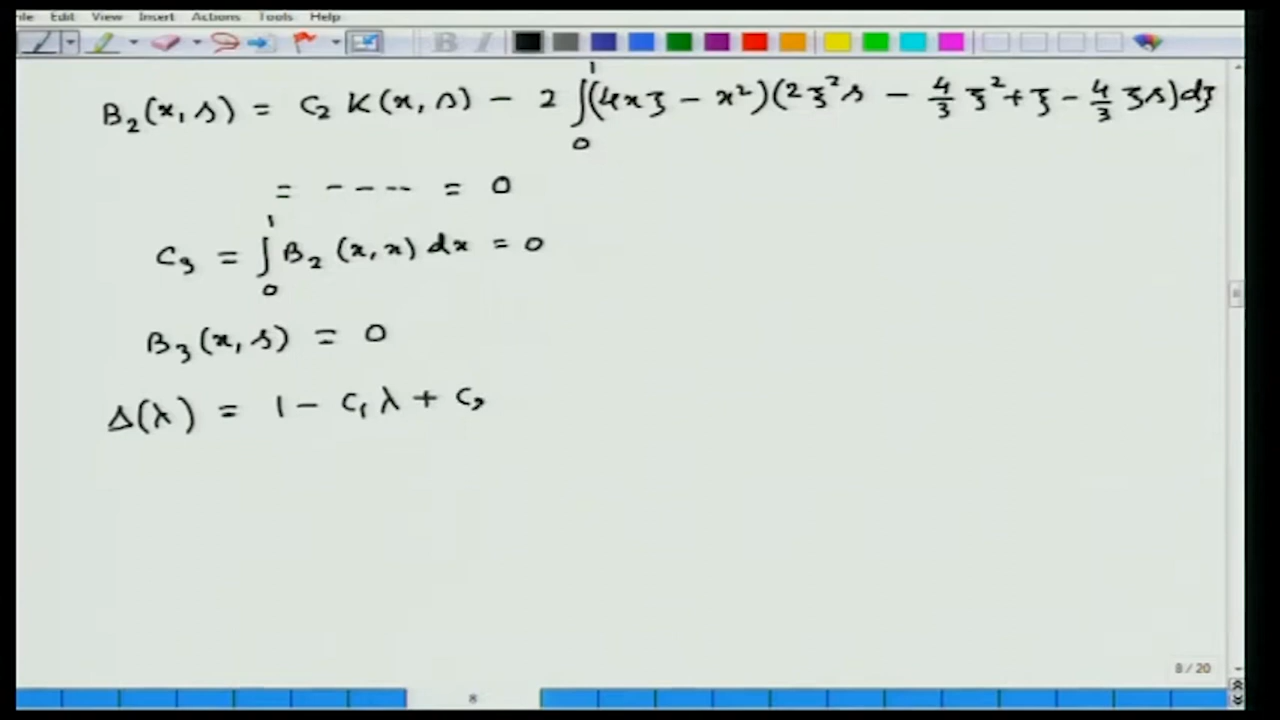 File Edit View Insert Actions Tools Help
B I
B₂(x, s) = C₂ K(x, s) − 2 ∫₀¹ (4xξ − x²)(2ξ²s − 4/3 ξ² + ξ − 4/3 ξs)dξ
= ---- = 0
C₃ = ∫₀¹ B₂(x, x) dx = 0
B₃(x, s) = 0
Δ(λ) = 1 − C₁λ + C₂
8 / 20
8